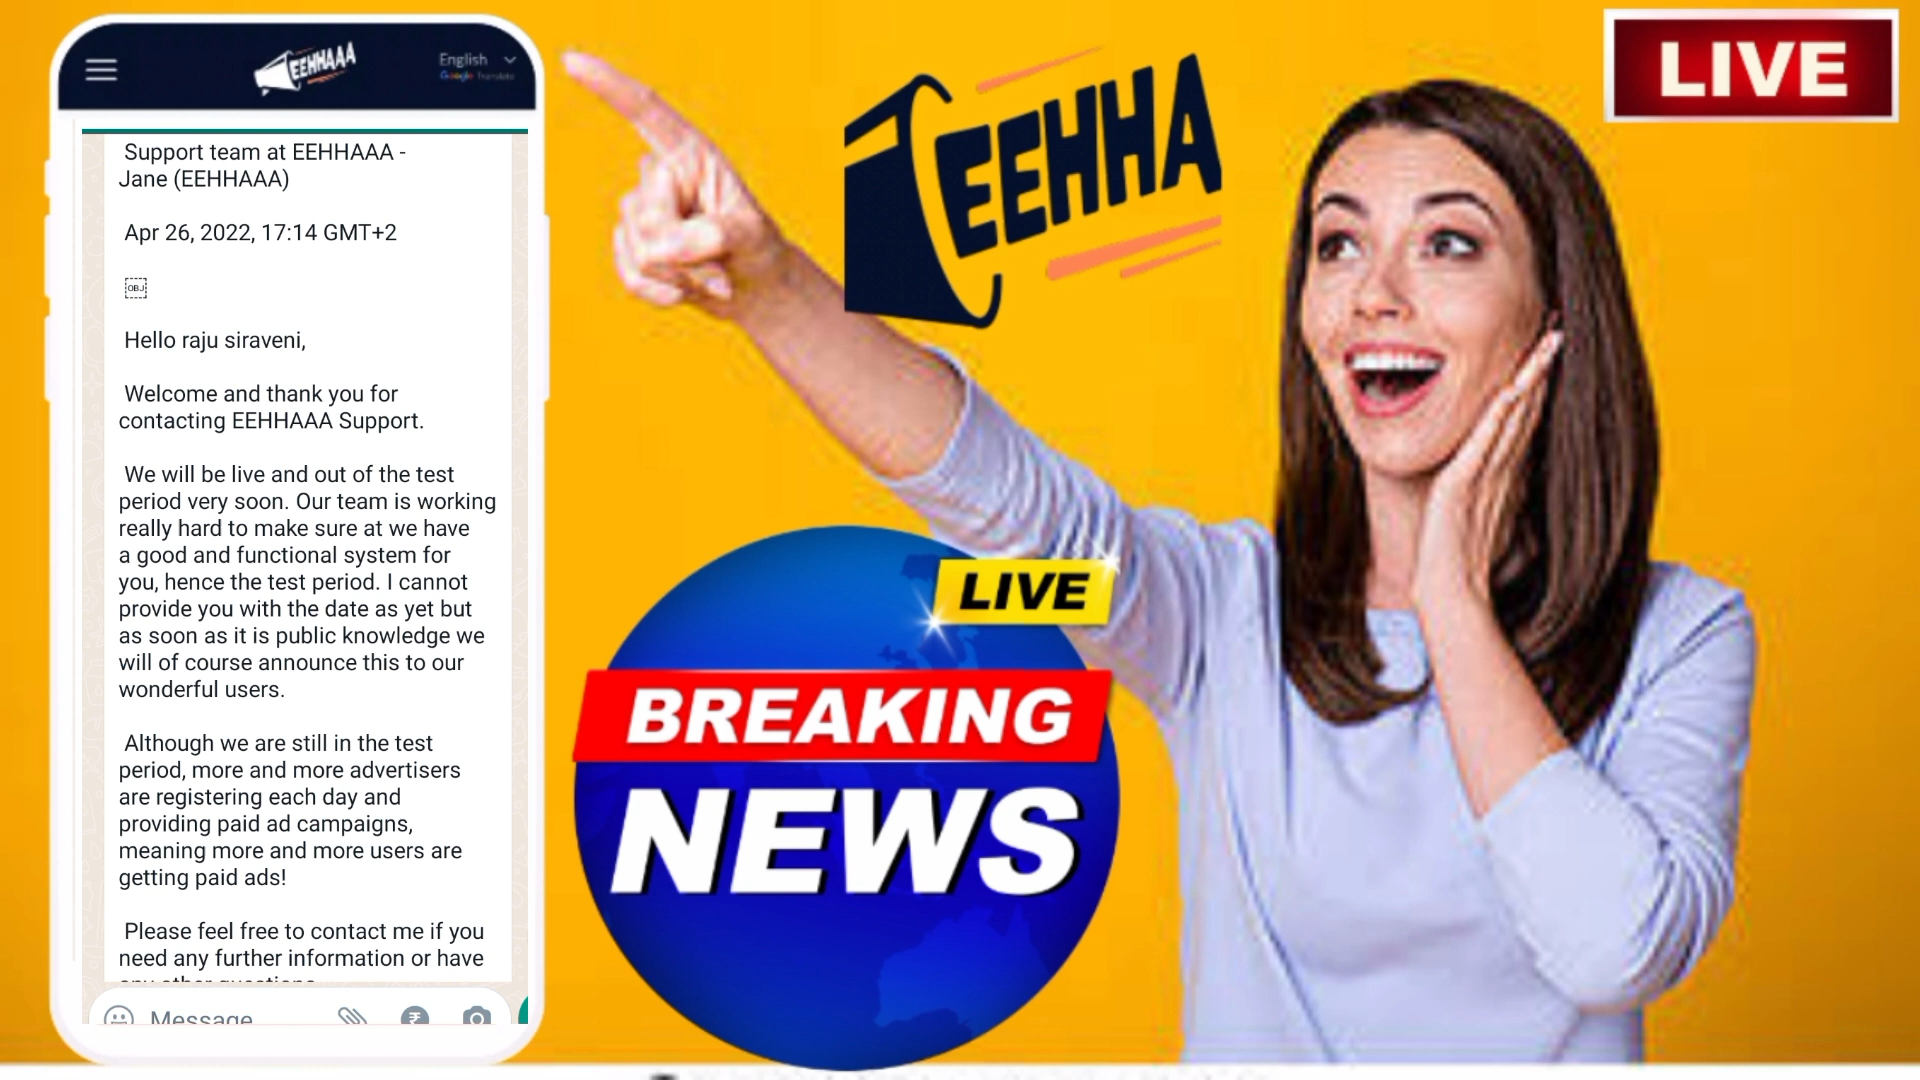 EEHHAAA
English
Google Translate
Support team at EEHHAAA -
Jane (EEHHAAA)
Apr 26, 2022, 17:14 GMT+2
OBJ
Hello raju siraveni,
Welcome and thank you for
contacting EEHHAAA Support.
We will be live and out of the test
period very soon. Our team is working
really hard to make sure at we have
a good and functional system for
you, hence the test period. I cannot
provide you with the date as yet but
as soon as it is public knowledge we
will of course announce this to our
wonderful users.
Although we are still in the test
period, more and more advertisers
are registering each day and
providing paid ad campaigns,
meaning more and more users are
getting paid ads!
Please feel free to contact me if you
need any further information or have
any other questions
Message
EEHHA
LIVE
LIVE
BREAKING
NEWS